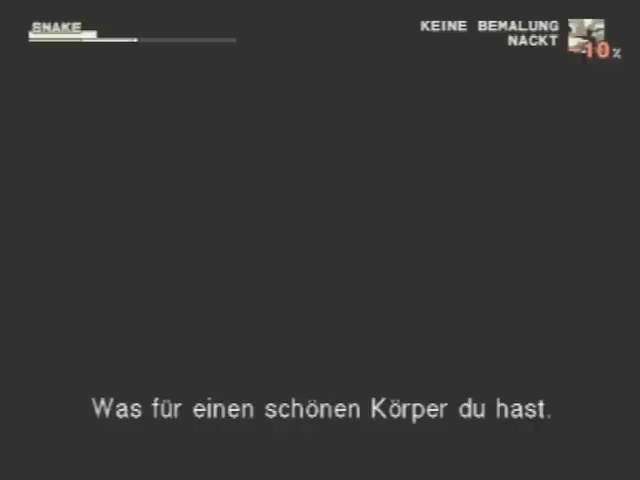 SNAKE
KEINE BEMALUNG
NACKT
-10%
Was für einen schönen Körper du hast.